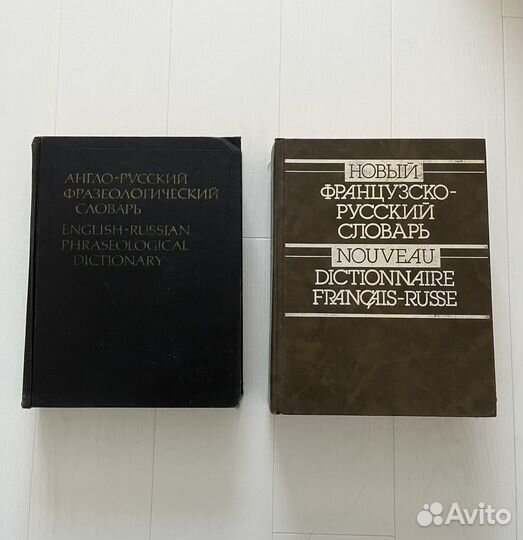 АНГЛО-РУССКИЙ
ФРАЗЕОЛОГИЧЕСКИЙ
СЛОВАРЬ
ENGLISH-RUSSIAN
PHRASEOLOGICAL
DICTIONARY
НОВЫЙ
ФРАНЦУЗСКО-
РУССКИЙ
СЛОВАРЬ
NOUVEAU
DICTIONNAIRE
FRANÇAIS-RUSSE
Avito